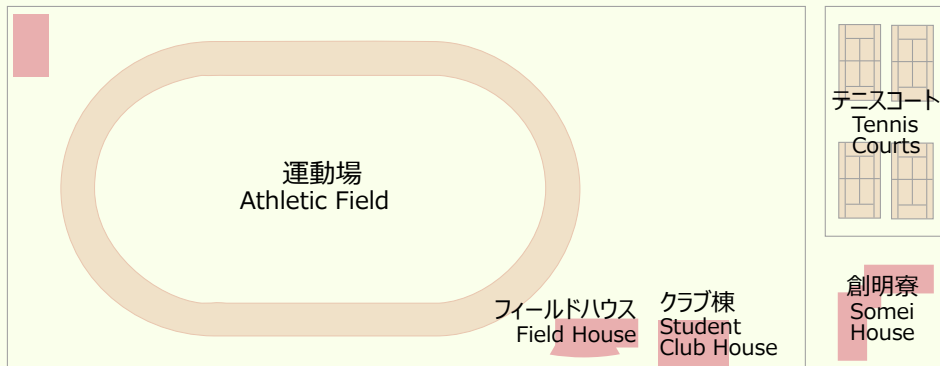 運動場
Athletic Field
テニスコート
Tennis
Courts
フィールドハウス
Field House
クラブ棟
Student
Club House
創明寮
Somei
House